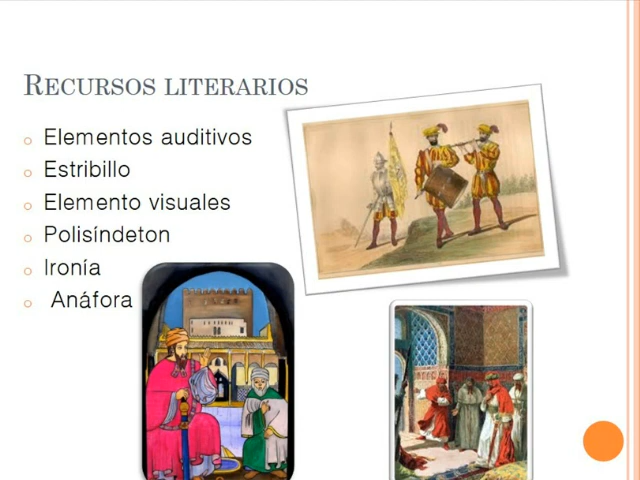 RECURSOS LITERARIOS
Elementos auditivos
Estribillo
Elemento visuales
Polisíndeton
Ironía
Anáfora